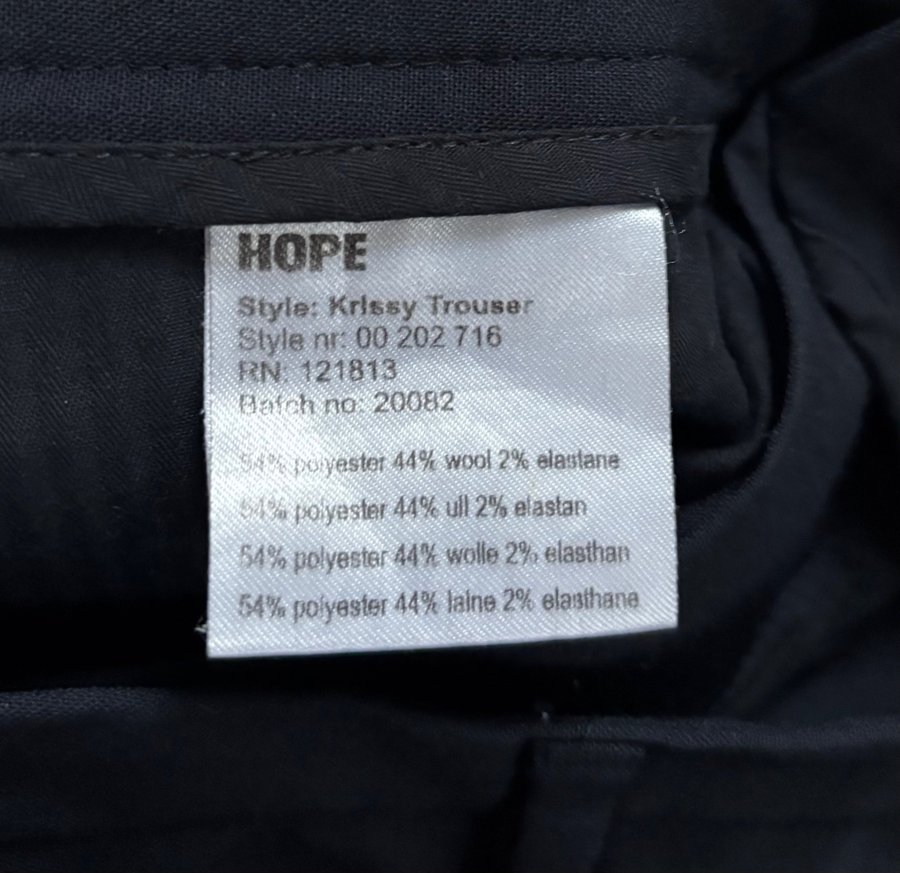 HOPE
Style: Krissy Trouser
Style nr: 00 202 716
RN: 121813
Batch no: 20082
54% polyester 44% wool 2% elastane
54% polyester 44% ull 2% elastan
54% polyester 44% wolle 2% elasthan
54% polyester 44% laine 2% elasthane